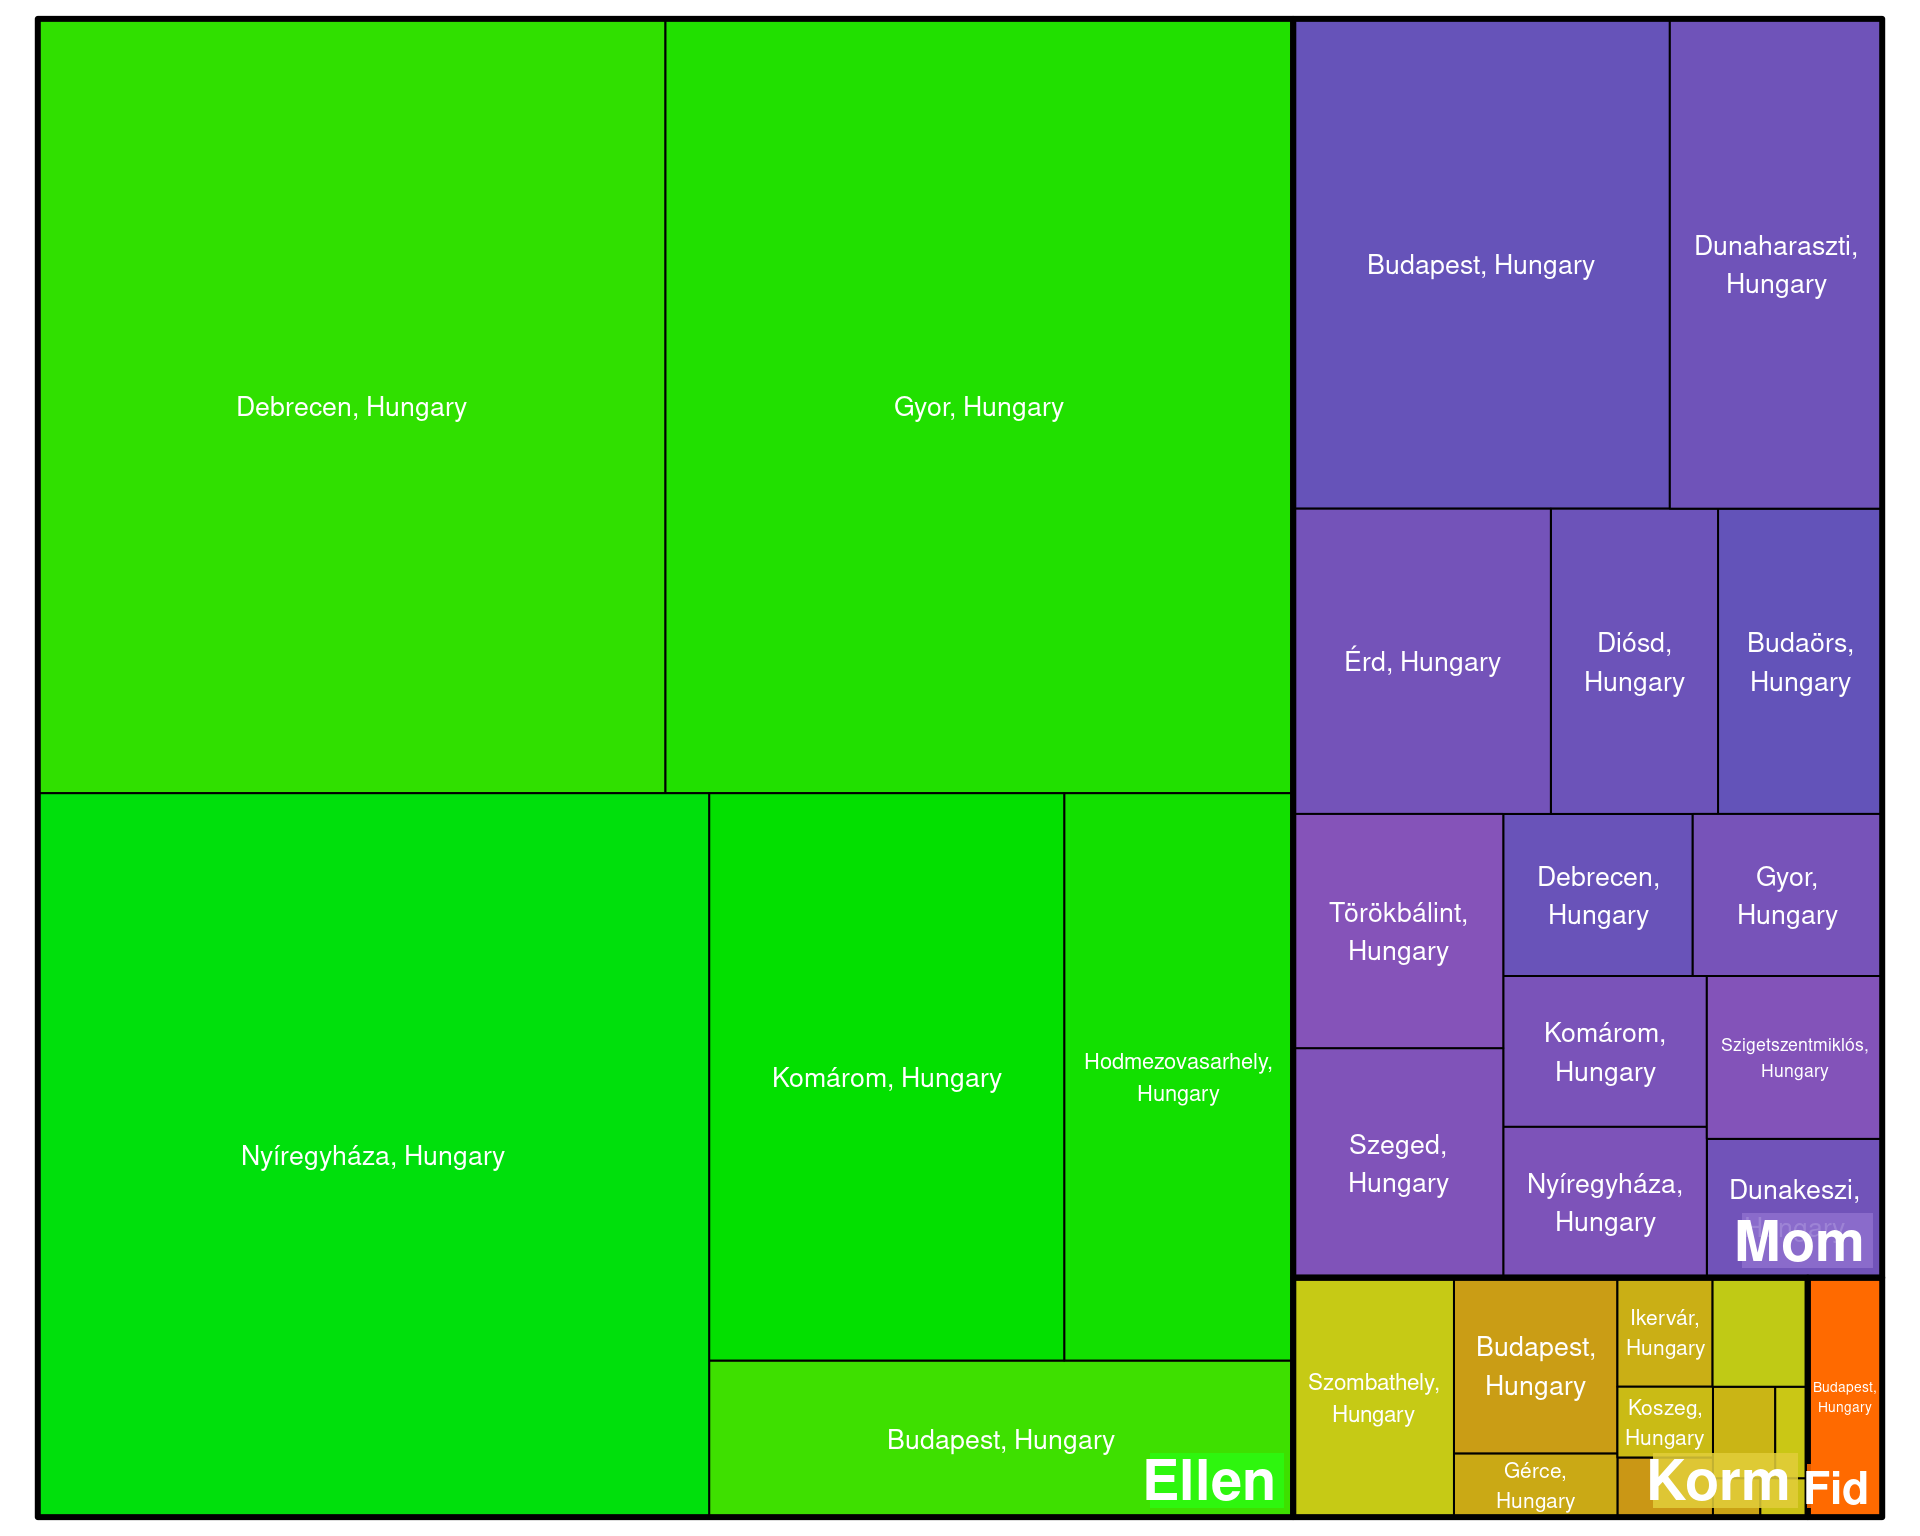 Debrecen, Hungary
Gyor, Hungary
Nyíregyháza, Hungary
Komárom, Hungary
Hodmezovasarhely,
Hungary
Budapest, Hungary
Ellen
Budapest, Hungary
Dunaharaszti,
Hungary
Érd, Hungary
Diósd,
Hungary
Budaörs,
Hungary
Törökbálint,
Hungary
Debrecen,
Hungary
Gyor,
Hungary
Komárom,
Hungary
Szigetszentmiklós,
Hungary
Szeged,
Hungary
Nyíregyháza,
Hungary
Dunakeszi,
Hungary
Mom
Szombathely,
Hungary
Budapest,
Hungary
Gérce,
Hungary
Ikervár,
Hungary
Koszeg,
Hungary
Korm
Budapest,
Hungary
Fid